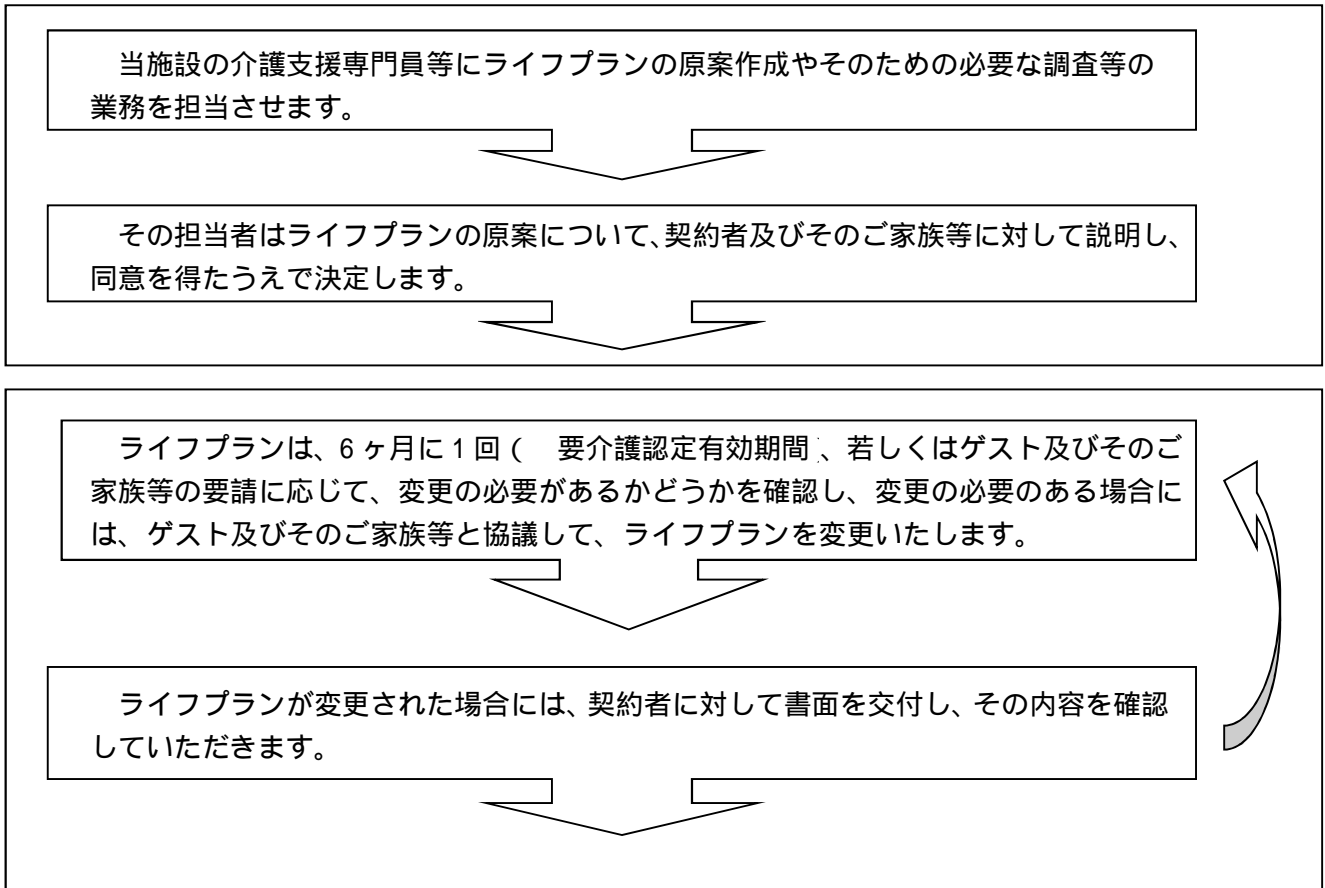 当施設の介護支援専門員等にライフプランの原案作成やそのための必要な調査等の
業務を担当させます。
その担当者はライフプランの原案について、契約者及びそのご家族等に対して説明し、
同意を得たうえで決定します。
ライフプランは、6ヶ月に1回(　要介護認定有効期間)、若しくはゲスト及びそのご
家族等の要請に応じて、変更の必要があるかどうかを確認し、変更の必要のある場合に
は、ゲスト及びそのご家族等と協議して、ライフプランを変更いたします。
ライフプランが変更された場合には、契約者に対して書面を交付し、その内容を確認
していただきます。